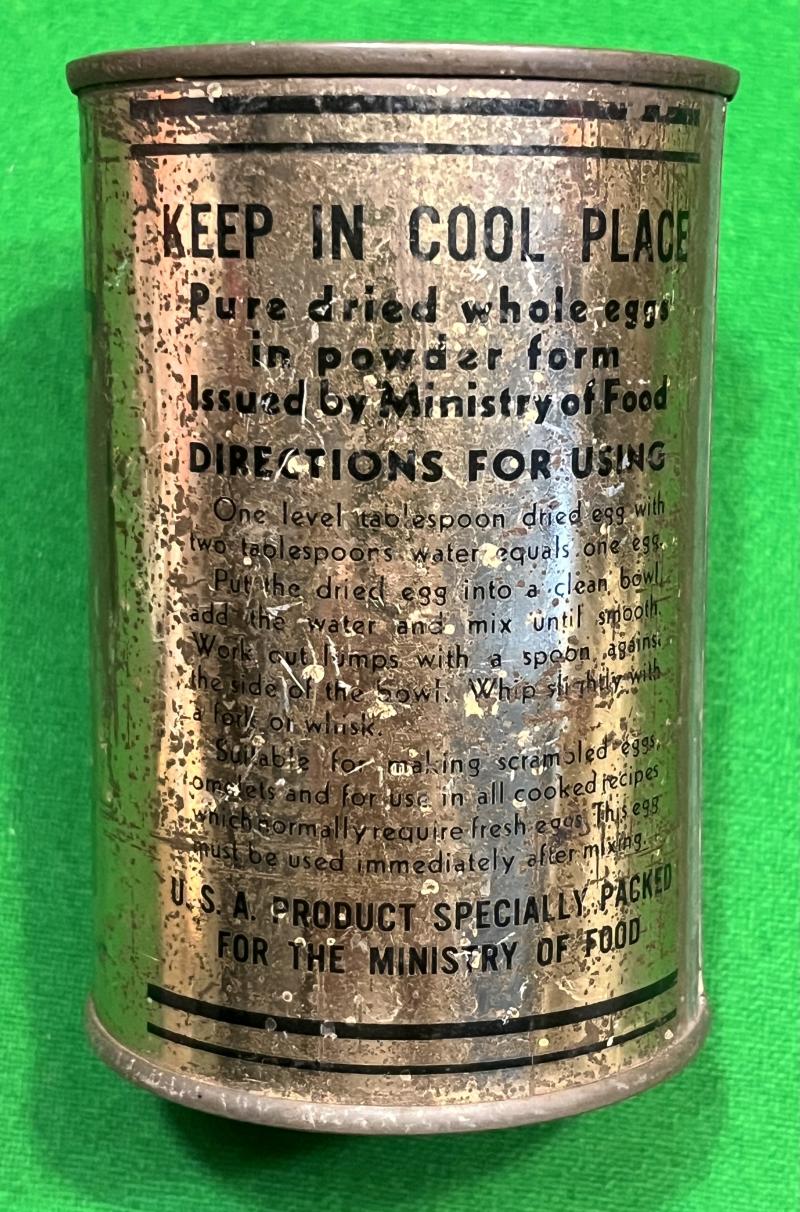 KEEP IN COOL PLACE
Pure dried whole eggs
in powder form
Issued by Ministry of Food
DIRECTIONS FOR USING
One level tablespoon dried egg with
two tablespoons water equals one egg.
Put the dried egg into a clean bowl,
add the water and mix until smooth.
Work out lumps with a spoon against
the side of the bowl. Whip slightly with
a fork or whisk.
Suitable for making scrambled eggs,
omelets and for use in all cooked recipes
which normally require fresh eggs. This egg
must be used immediately after mixing.
U.S.A. PRODUCT SPECIALLY PACKED
FOR THE MINISTRY OF FOOD